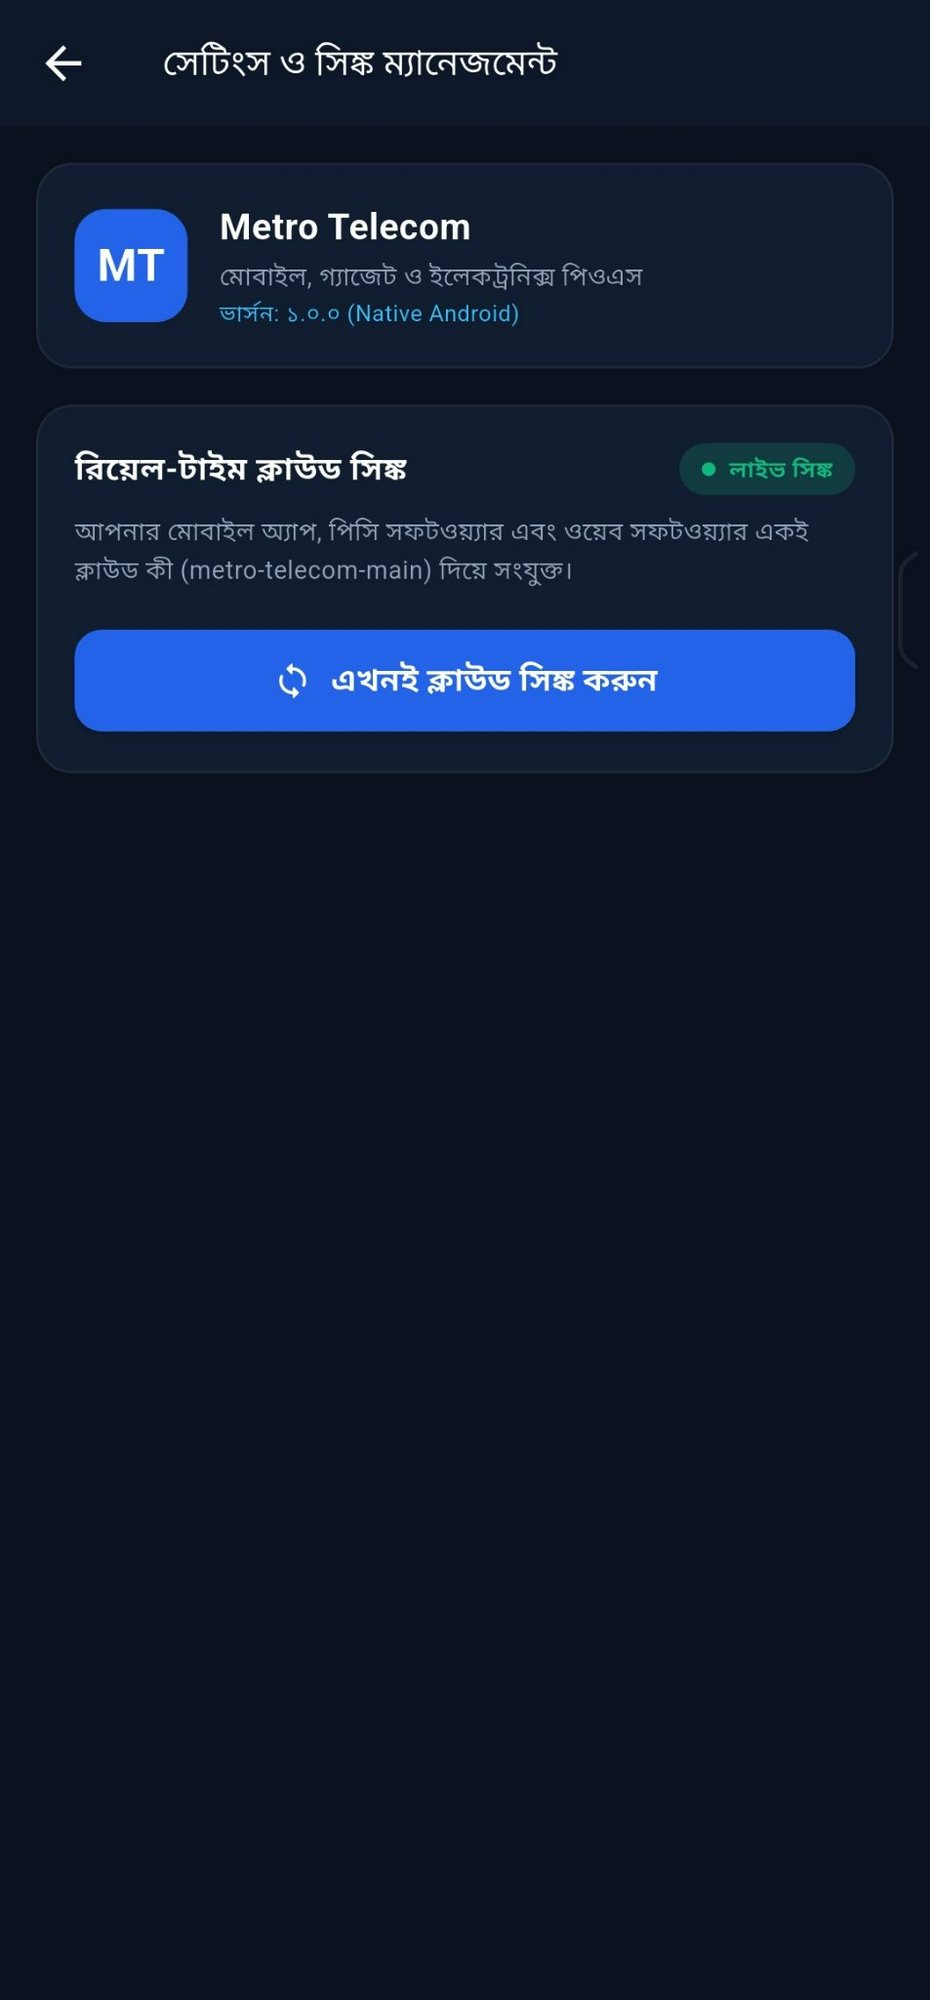 সেটিংস ও সিঙ্ক ম্যানেজমেন্ট
MT
Metro Telecom
মোবাইল, গ্যাজেট ও ইলেকট্রনিক্স পিওএস
ভার্সন: ১.০.০ (Native Android)
রিয়েল-টাইম ক্লাউড সিঙ্ক
লাইভ সিঙ্ক
আপনার মোবাইল অ্যাপ, পিসি সফটওয়্যার এবং ওয়েব সফটওয়্যার একই
ক্লাউড কী (metro-telecom-main) দিয়ে সংযুক্ত।
এখনই ক্লাউড সিঙ্ক করুন